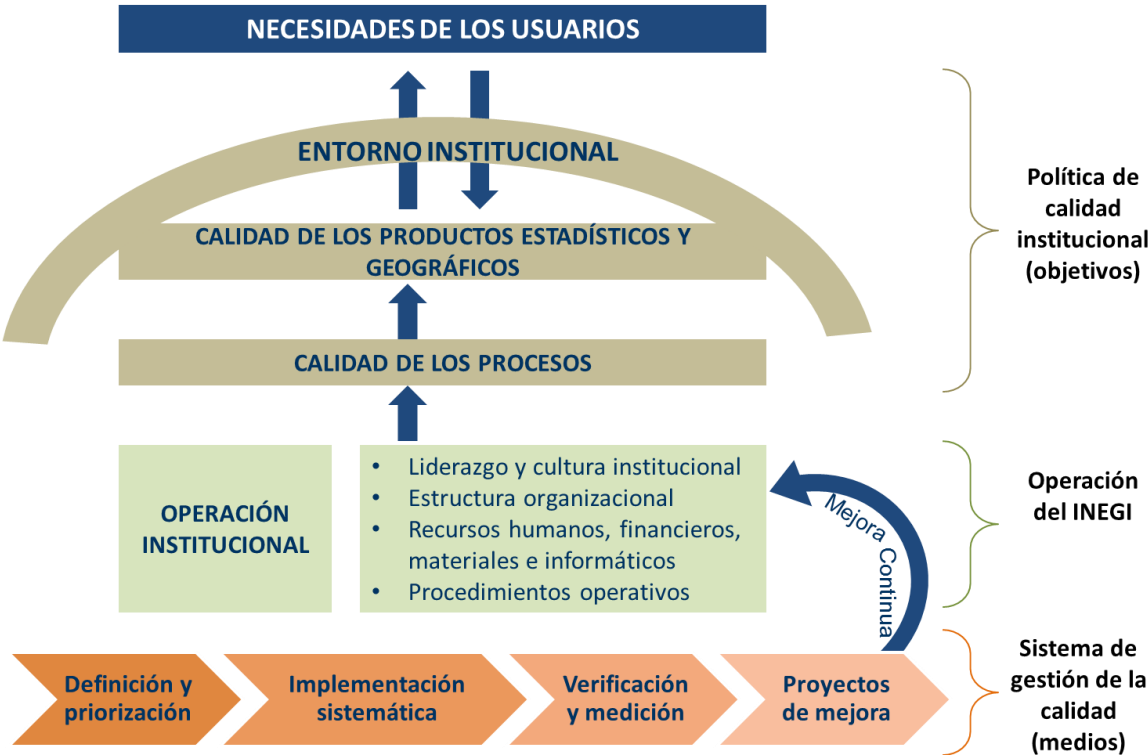 NECESIDADES DE LOS USUARIOS
ENTORNO INSTITUCIONAL
CALIDAD DE LOS PRODUCTOS ESTADÍSTICOS Y
GEOGRÁFICOS
CALIDAD DE LOS PROCESOS
Política de
calidad
institucional
(objetivos)
OPERACIÓN
INSTITUCIONAL
• Liderazgo y cultura institucional
• Estructura organizacional
• Recursos humanos, financieros,
materiales e informáticos
• Procedimientos operativos
Mejora Continua
Operación
del INEGI
Definición y
priorización
Implementación
sistemática
Verificación
y medición
Proyectos
de mejora
Sistema de
gestión de la
calidad
(medios)